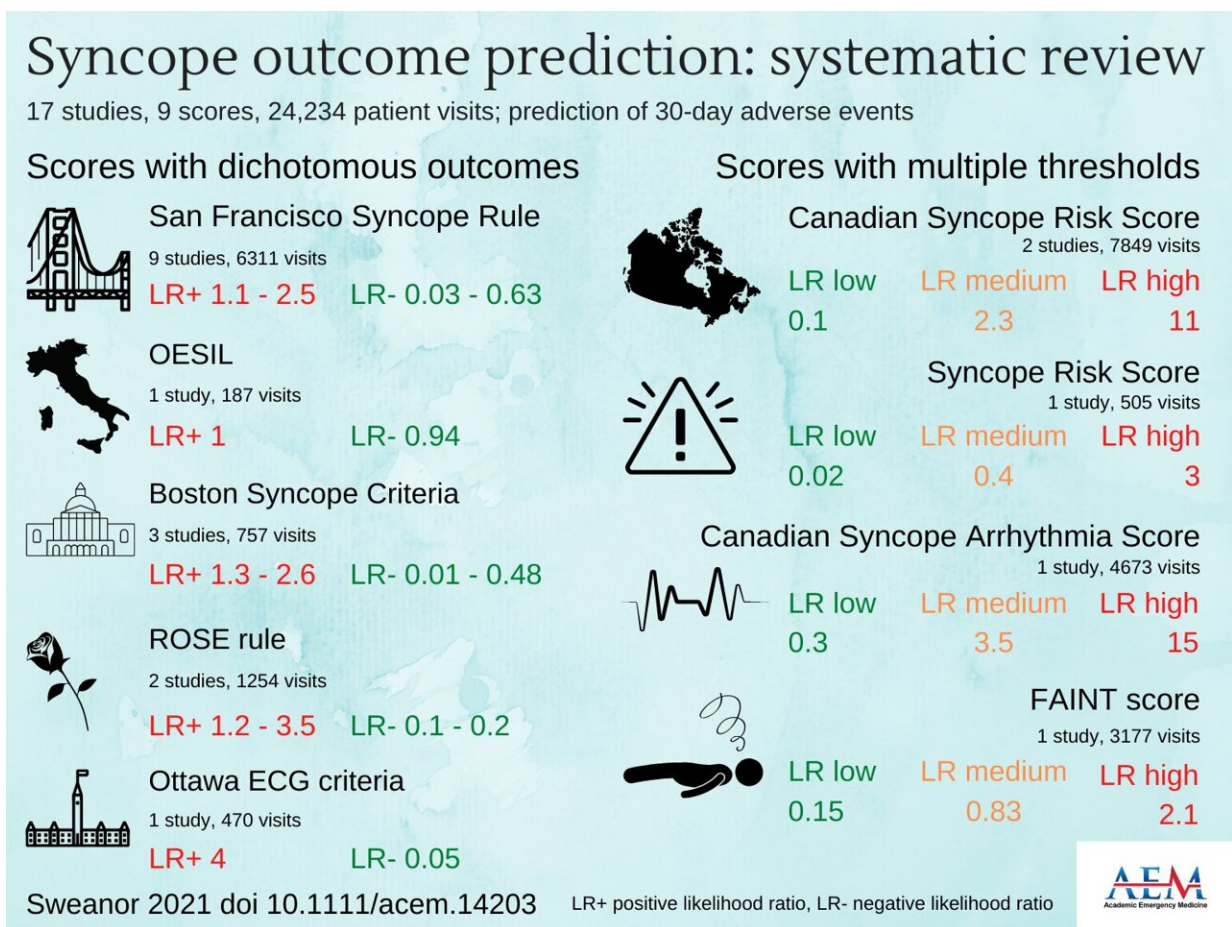 Syncope outcome prediction: systematic review
17 studies, 9 scores, 24,234 patient visits; prediction of 30-day adverse events
Scores with dichotomous outcomes
San Francisco Syncope Rule
9 studies, 6311 visits
LR+ 1.1 - 2.5 LR- 0.03 - 0.63
OESIL
1 study, 187 visits
LR+ 1 LR- 0.94
Boston Syncope Criteria
3 studies, 757 visits
LR+ 1.3 - 2.6 LR- 0.01 - 0.48
ROSE rule
2 studies, 1254 visits
LR+ 1.2 - 3.5 LR- 0.1 - 0.2
Ottawa ECG criteria
1 study, 470 visits
LR+ 4 LR- 0.05
Scores with multiple thresholds
Canadian Syncope Risk Score
2 studies, 7849 visits
LR low LR medium LR high
0.1 2.3 11
Syncope Risk Score
1 study, 505 visits
LR low LR medium LR high
0.02 0.4 3
Canadian Syncope Arrhythmia Score
1 study, 4673 visits
LR low LR medium LR high
0.3 3.5 15
FAINT score
1 study, 3177 visits
LR low LR medium LR high
0.15 0.83 2.1
Sweanor 2021 doi 10.1111/acem.14203
LR+ positive likelihood ratio, LR- negative likelihood ratio
AEM
Academic Emergency Medicine